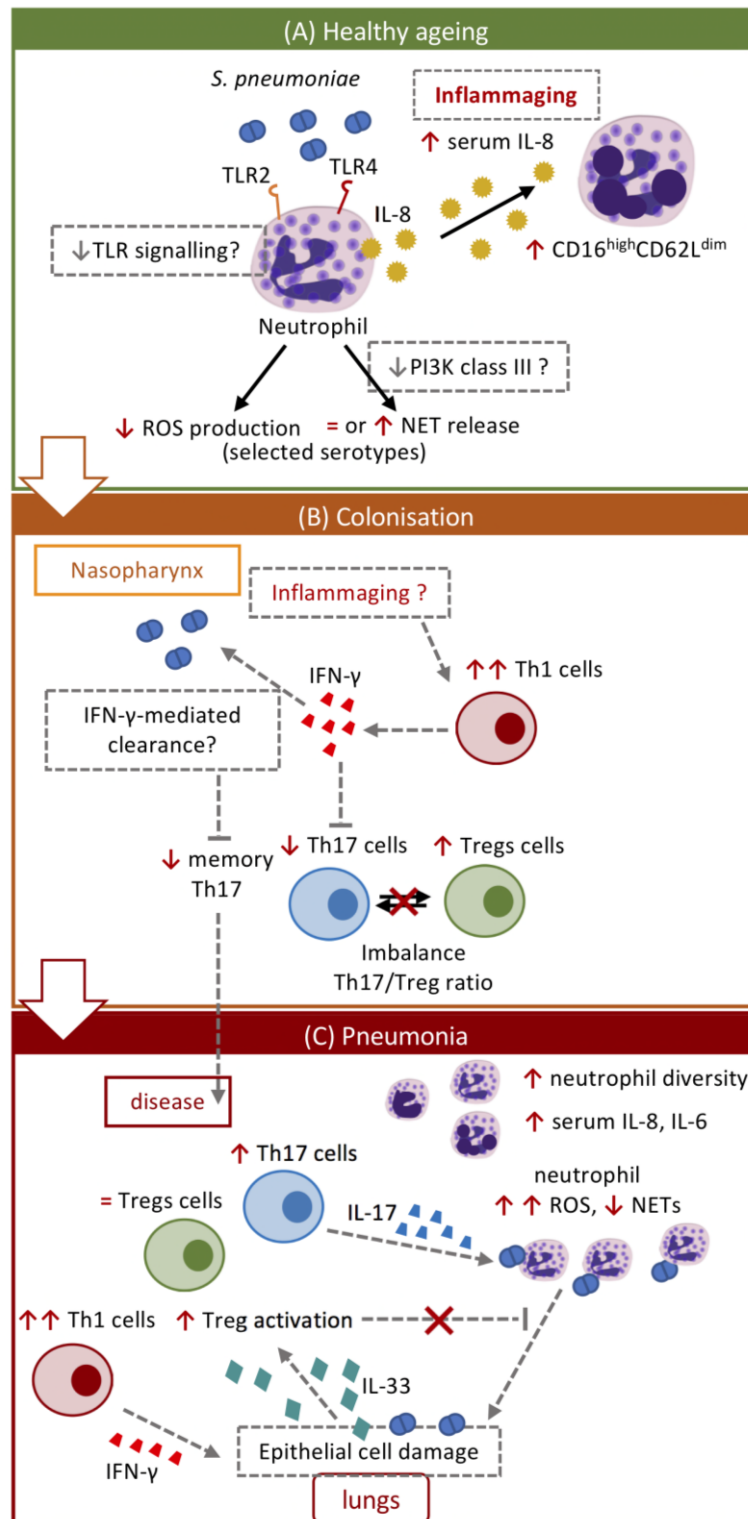 (A) Healthy ageing
S. pneumoniae
Inflammaging
↑ serum IL-8
TLR2
TLR4
IL-8
↓TLR signalling?
↑ CD16highCD62Ldim
Neutrophil
↓PI3K class III ?
↓ ROS production
= or ↑ NET release
(selected serotypes)
(B) Colonisation
Nasopharynx
Inflammaging ?
IFN-γ
↑ ↑ Th1 cells
IFN-γ-mediated
clearance?
↓ memory
Th17
↓ Th17 cells
↑ Tregs cells
Imbalance
Th17/Treg ratio
(C) Pneumonia
disease
↑ neutrophil diversity
↑ serum IL-8, IL-6
↑ Th17 cells
neutrophil
↑ ↑ ROS, ↓ NETs
= Tregs cells
IL-17
↑ ↑ Th1 cells
↑ Treg activation
IL-33
IFN-γ
Epithelial cell damage
lungs